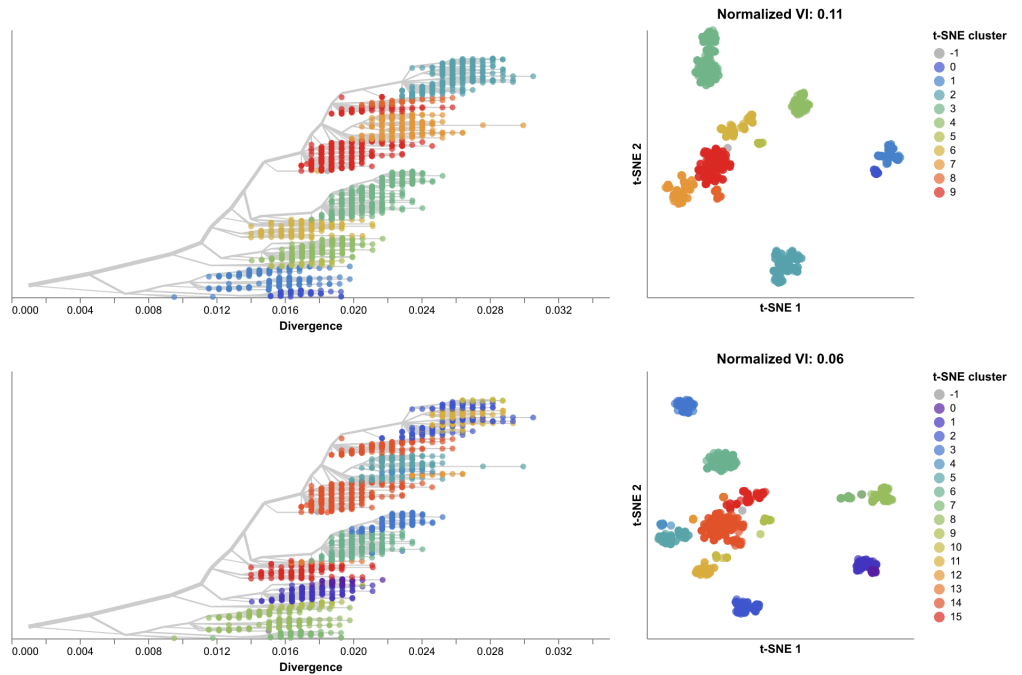 Normalized VI: 0.11
t-SNE cluster
-1
0
1
2
3
4
5
6
7
8
9
t-SNE 2
t-SNE 1
0.000 0.004 0.008 0.012 0.016 0.020 0.024 0.028 0.032
Divergence
Normalized VI: 0.06
t-SNE cluster
-1
0
1
2
3
4
5
6
7
8
9
10
11
12
13
14
15
t-SNE 2
t-SNE 1
0.000 0.004 0.008 0.012 0.016 0.020 0.024 0.028 0.032
Divergence